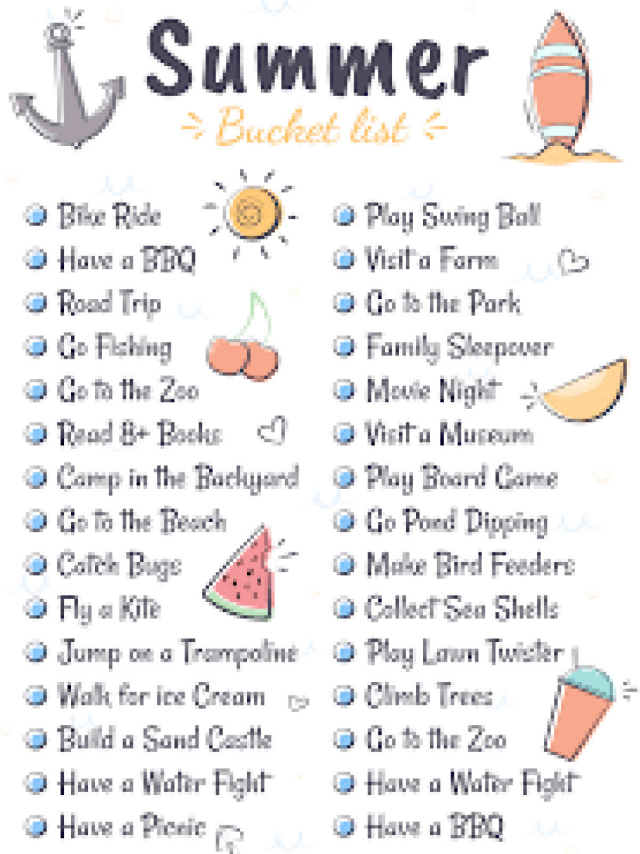 Summer
Bucket list
Bike Ride
Have a BBQ
Road Trip
Go Fishing
Go to the Zoo
Read 8+ Books
Camp in the Backyard
Go to the Beach
Catch Bugs
Fly a Kite
Jump on a Trampoline
Walk for ice Cream
Build a Sand Castle
Have a Water Fight
Have a Picnic
Play Swing Ball
Visit a Farm
Go to the Park
Family Sleepover
Movie Night
Visit a Museum
Play Board Game
Go Pond Dipping
Make Bird Feeders
Collect Sea Shells
Play Lawn Twister
Climb Trees
Go to the Zoo
Have a Water Fight
Have a BBQ